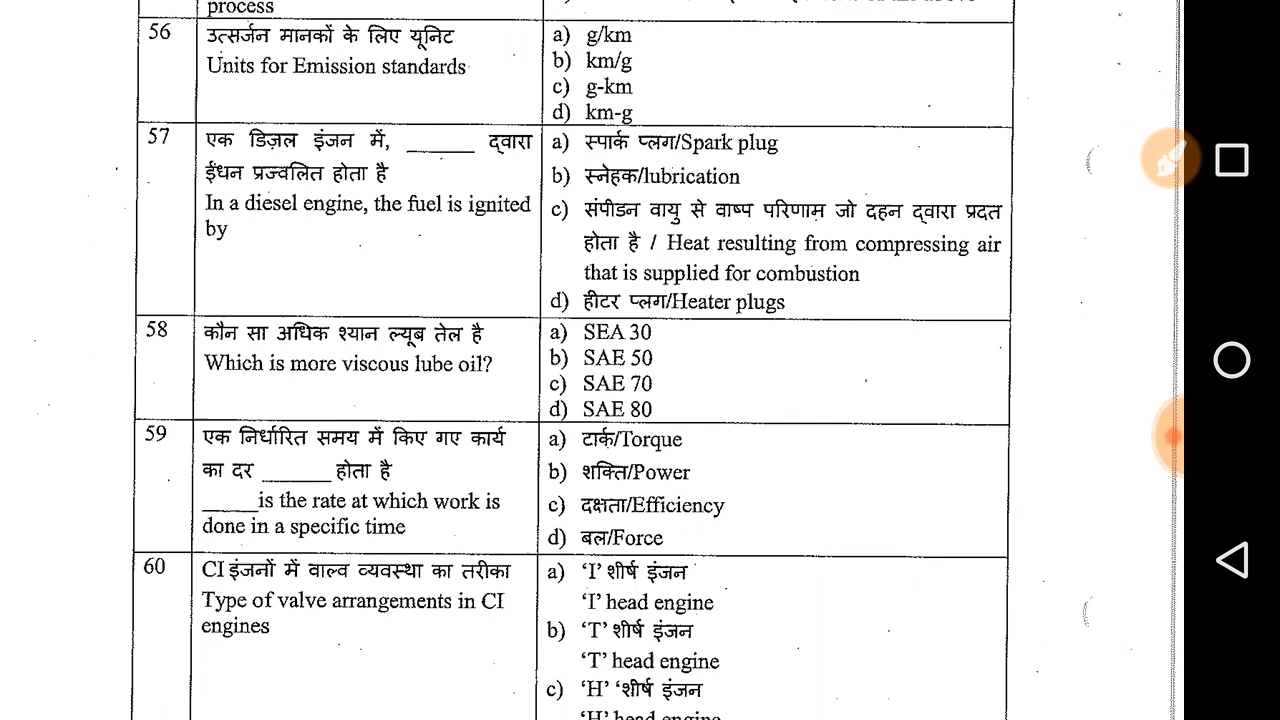 process
56
उत्सर्जन मानकों के लिए यूनिट
Units for Emission standards
a) g/km
b) km/g
c) g-km
d) km-g
57
एक डिज़ल इंजन में, ______ द्वारा
ईंधन प्रज्वलित होता है
In a diesel engine, the fuel is ignited
by
a) स्पार्क प्लग/Spark plug
b) स्नेहक/lubrication
c) संपीडन वायु से वाष्प परिणाम जो दहन द्वारा प्रदत
होता है / Heat resulting from compressing air
that is supplied for combustion
d) हीटर प्लग/Heater plugs
58
कौन सा अधिक श्यान ल्यूब तेल है
Which is more viscous lube oil?
a) SEA 30
b) SAE 50
c) SAE 70
d) SAE 80
59
एक निर्धारित समय में किए गए कार्य
का दर ______ होता है
_____is the rate at which work is
done in a specific time
a) टार्क/Torque
b) शक्ति/Power
c) दक्षता/Efficiency
d) बल/Force
60
CI इंजनों में वाल्व व्यवस्था का तरीका
Type of valve arrangements in CI
engines
a) ‘I’ शीर्ष इंजन
‘I’ head engine
b) ‘T’ शीर्ष इंजन
‘T’ head engine
c) ‘H’ ‘शीर्ष इंजन
‘H’ head engine